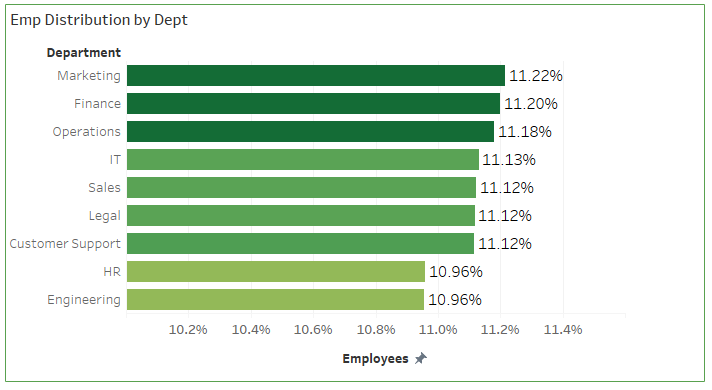 Emp Distribution by Dept
Department
Marketing 11.22%
Finance 11.20%
Operations 11.18%
IT 11.13%
Sales 11.12%
Legal 11.12%
Customer Support 11.12%
HR 10.96%
Engineering 10.96%
10.2% 10.4% 10.6% 10.8% 11.0% 11.2% 11.4%
Employees